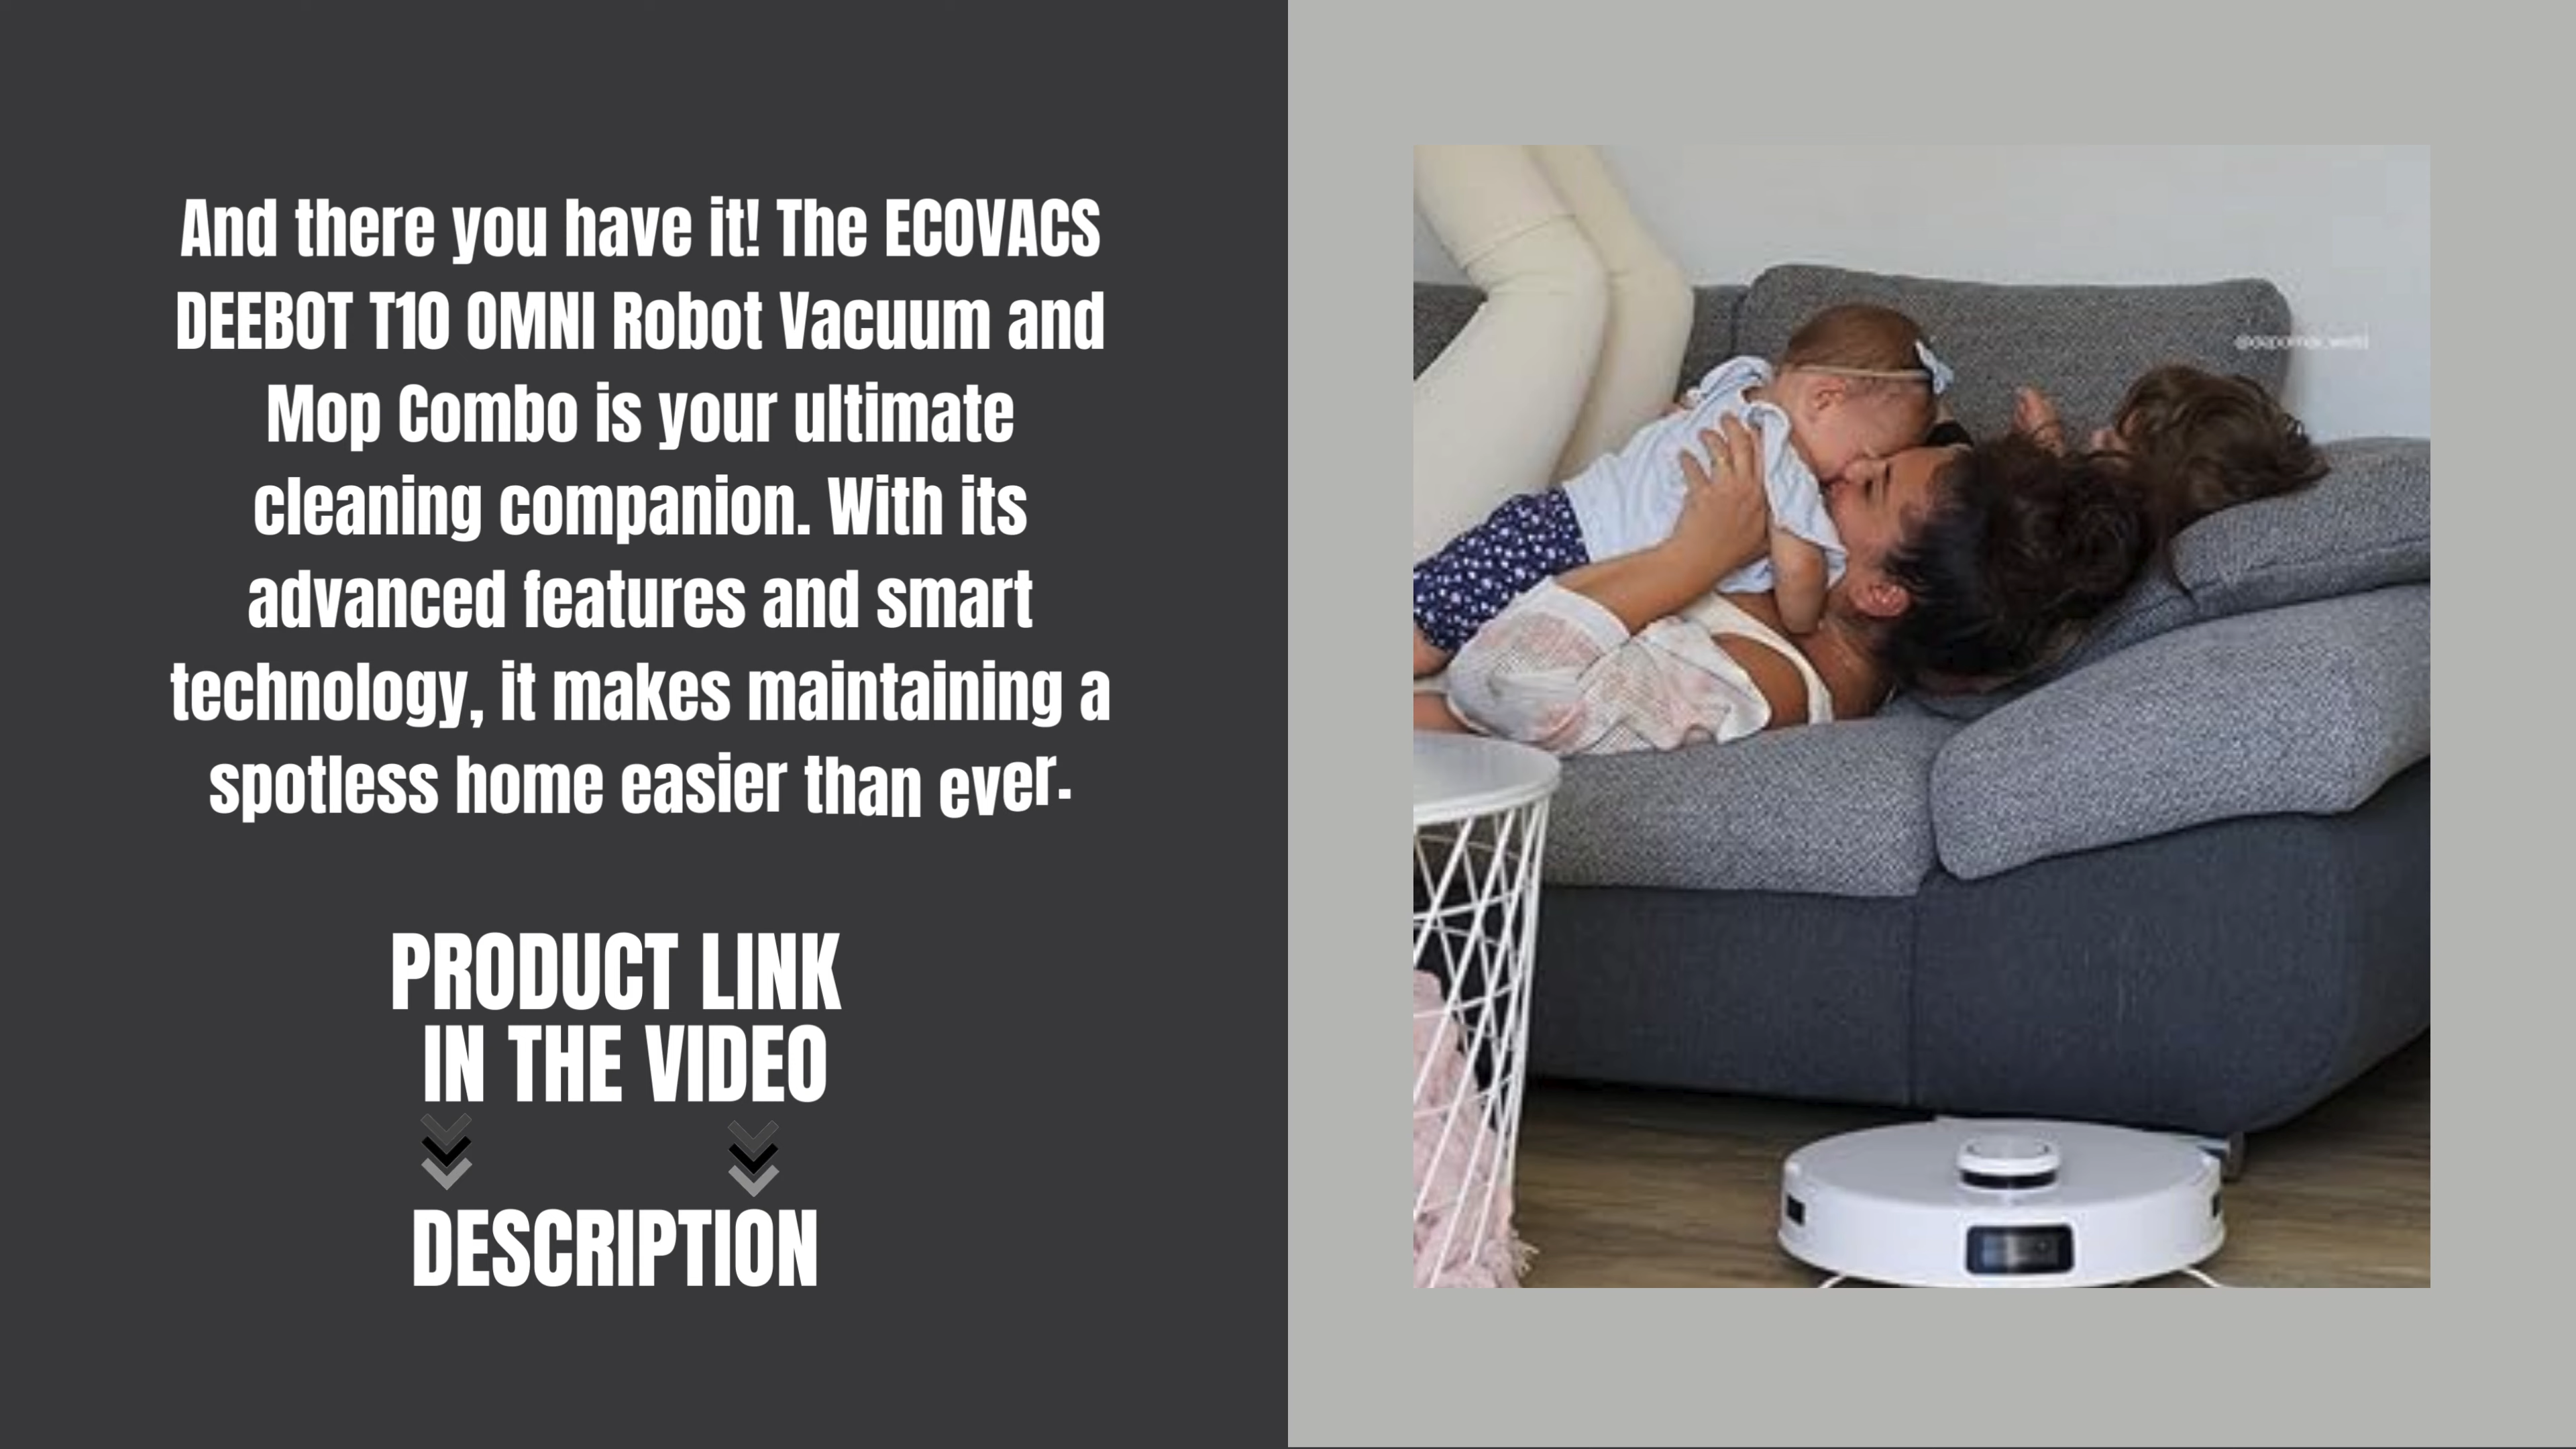 And there you have it! The ECOVACS
DEEBOT T10 OMNI Robot Vacuum and
Mop Combo is your ultimate
cleaning companion. With its
advanced features and smart
technology, it makes maintaining a
spotless home easier than ever.
PRODUCT LINK
IN THE VIDEO
DESCRIPTION